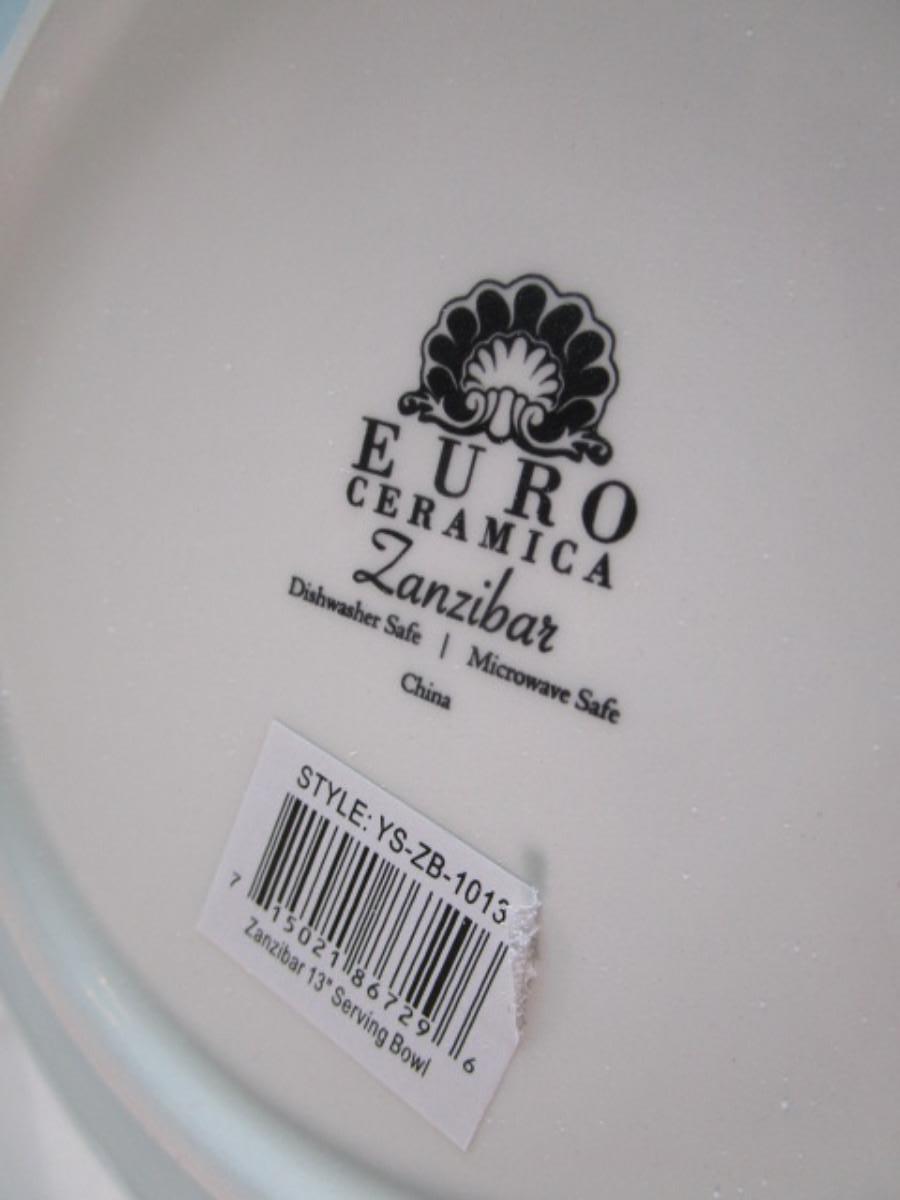 EURO
CERAMICA
Zanzibar
Dishwasher Safe | Microwave Safe
China
STYLE: YS-ZB-1013
7 15021 86729 6
Zanzibar 13" Serving Bowl